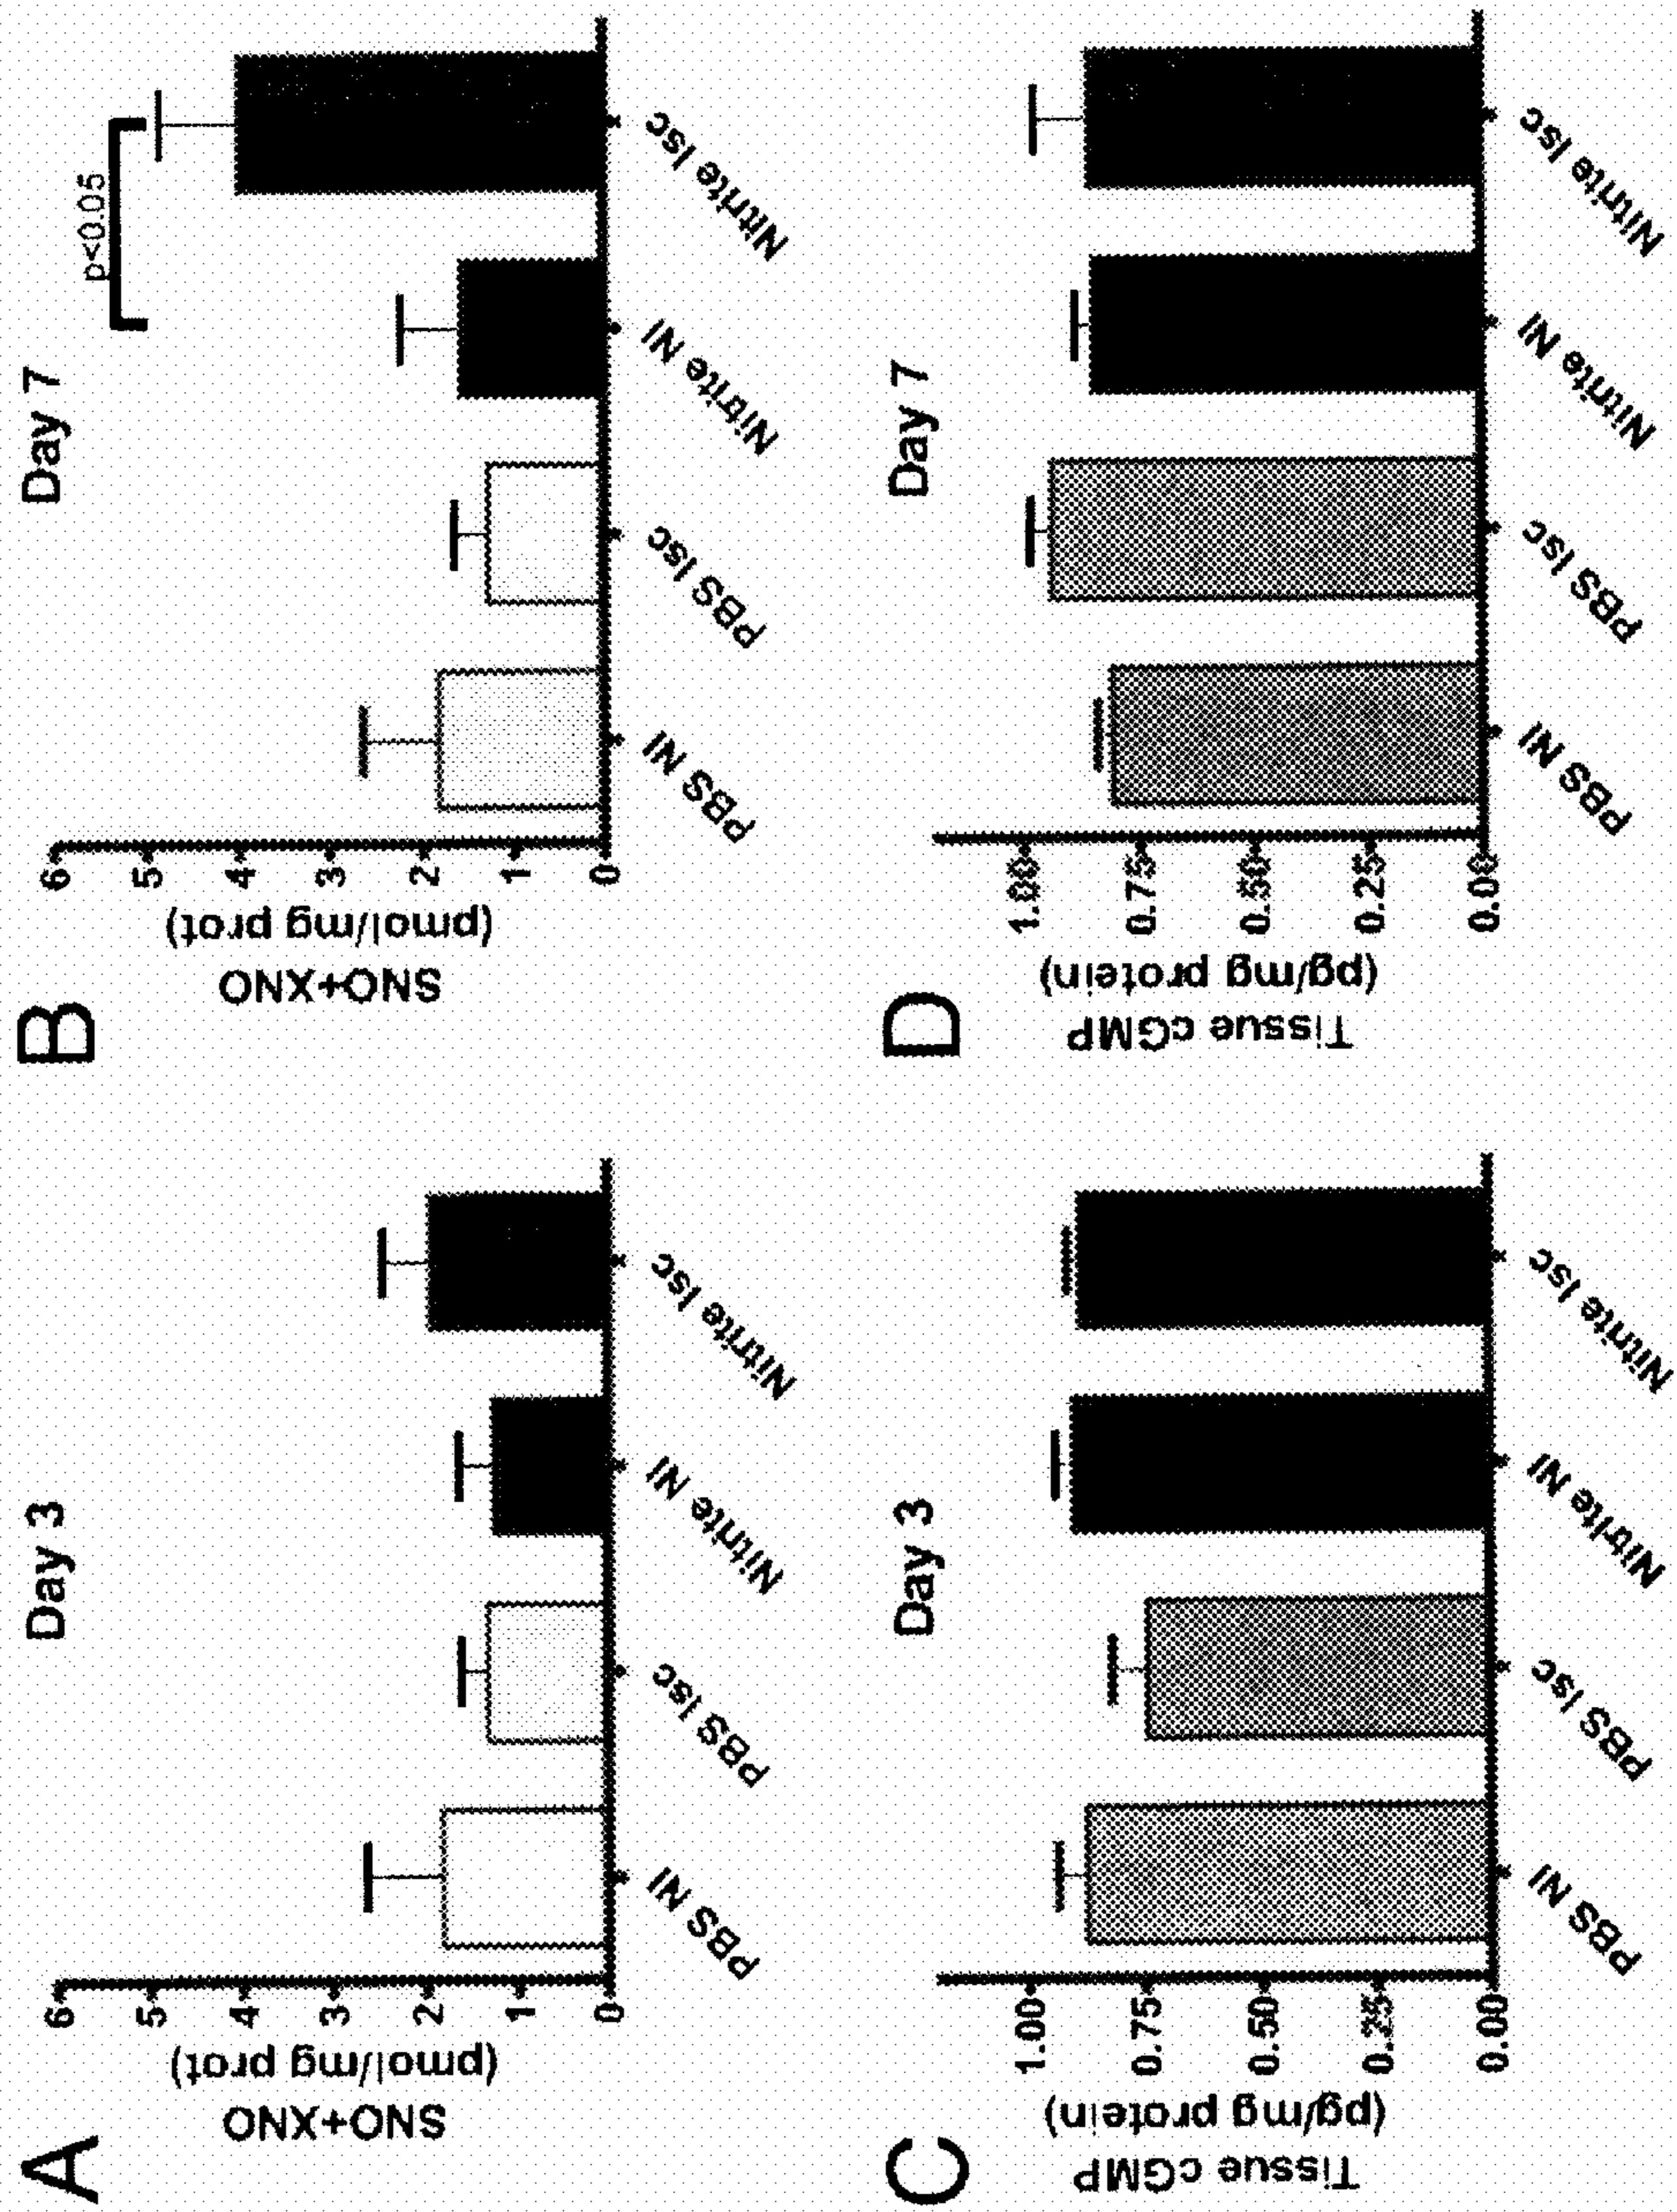 A
Day 3
SNO+XNO
(pmol/mg prot)
6
5
4
3
2
1
0
PBS NI
PBS Isc
Nitrite NI
Nitrite Isc
B
Day 7
p<0.05
SNO+XNO
(pmol/mg prot)
6
5
4
3
2
1
0
PBS NI
PBS Isc
Nitrite NI
Nitrite Isc
C
Day 3
Tissue cGMP
(pg/mg protein)
1.00
0.75
0.50
0.25
0.00
PBS NI
PBS Isc
Nitrite NI
Nitrite Isc
D
Day 7
Tissue cGMP
(pg/mg protein)
1.00
0.75
0.50
0.25
0.00
PBS NI
PBS Isc
Nitrite NI
Nitrite Isc